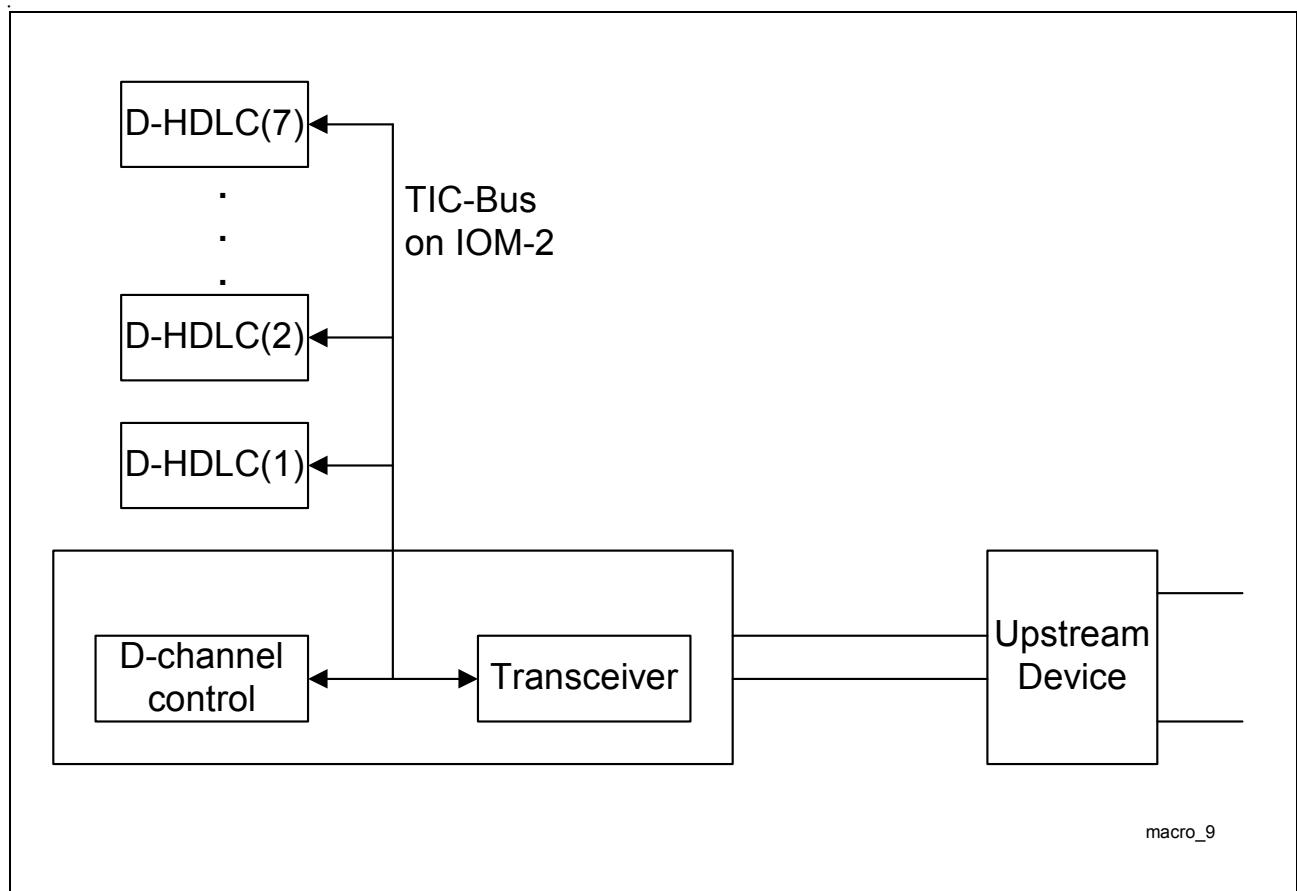 D-HDLC(7)
.
.
.
TIC-Bus
on IOM-2
D-HDLC(2)
D-HDLC(1)
D-channel
control
Transceiver
Upstream
Device
macro_9